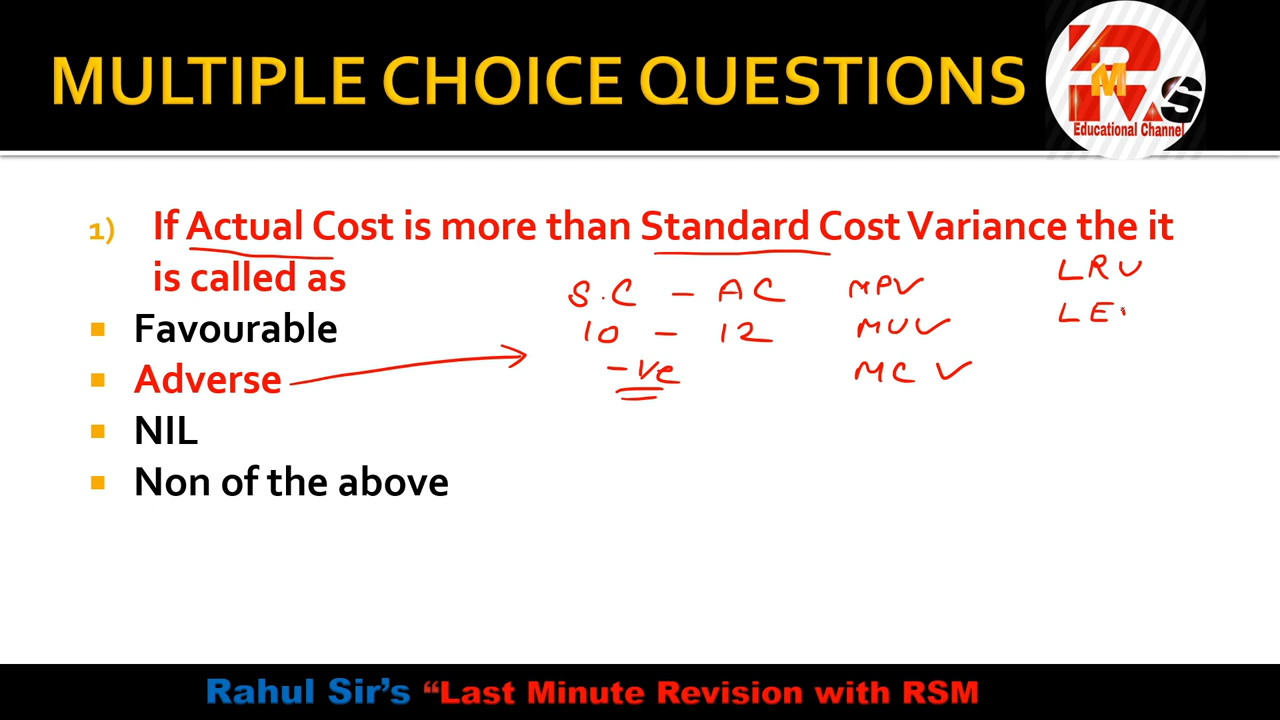 MULTIPLE CHOICE QUESTIONS
RMS
Educational Channel
1) If Actual Cost is more than Standard Cost Variance the it
is called as
Favourable
Adverse
NIL
Non of the above
S.C - AC
10 - 12
-ve
MPV
MUV
MCV
LRV
LE
Rahul Sir's "Last Minute Revision with RSM